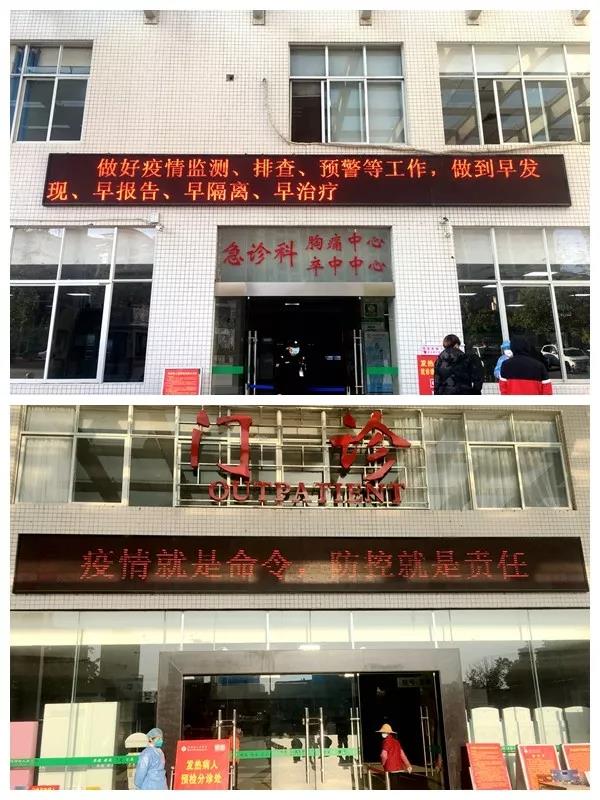 做好疫情监测、排查、预警等工作，做到早发
现、早报告、早隔离、早治疗
急诊科
胸痛中心
卒中中心
门 诊
OUTPATIENT
疫情就是命令，防控就是责任
发热病人
预检分诊处